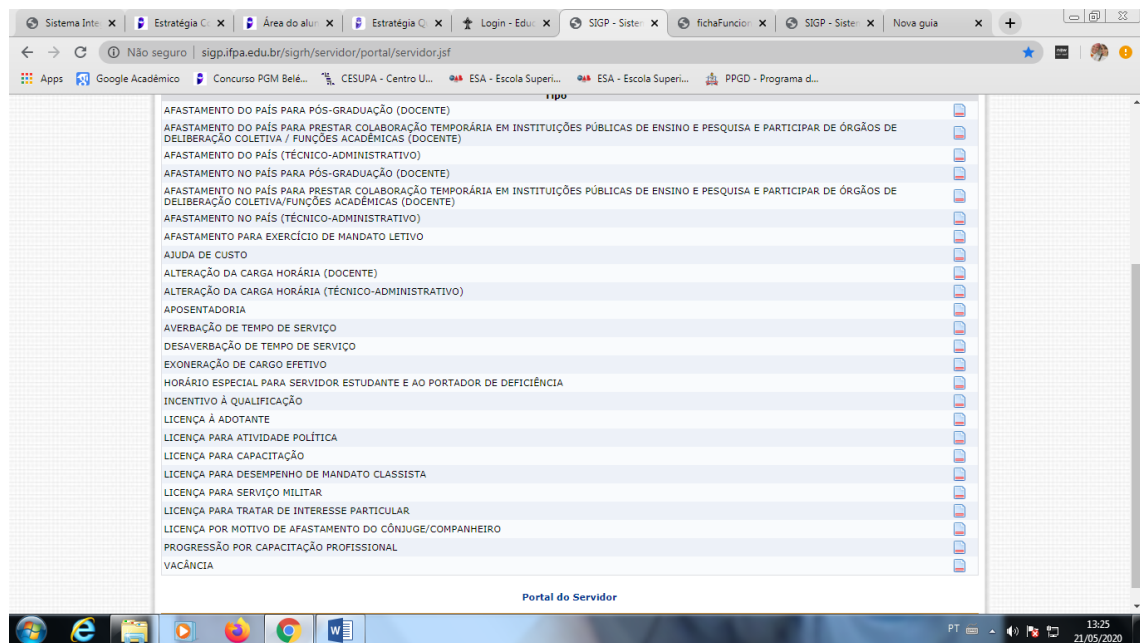 Sistema Inte
Estratégia C
Área do alun
Estratégia Q
Login - Educ
SIGP - Sister
fichaFuncion
SIGP - Sister
Nova guia
Não seguro | sigp.ifpa.edu.br/sigrh/servidor/portal/servidor.jsf
Apps
Google Acadêmico
Concurso PGM Belé...
CESUPA - Centro U...
ESA - Escola Superi...
ESA - Escola Superi...
PPGD - Programa d...
Tipo
AFASTAMENTO DO PAÍS PARA PÓS-GRADUAÇÃO (DOCENTE)
AFASTAMENTO DO PAÍS PARA PRESTAR COLABORAÇÃO TEMPORÁRIA EM INSTITUIÇÕES PÚBLICAS DE ENSINO E PESQUISA E PARTICIPAR DE ÓRGÃOS DE
DELIBERAÇÃO COLETIVA / FUNÇÕES ACADÊMICAS (DOCENTE)
AFASTAMENTO DO PAÍS (TÉCNICO-ADMINISTRATIVO)
AFASTAMENTO NO PAÍS PARA PÓS-GRADUAÇÃO (DOCENTE)
AFASTAMENTO NO PAÍS PARA PRESTAR COLABORAÇÃO TEMPORÁRIA EM INSTITUIÇÕES PÚBLICAS DE ENSINO E PESQUISA E PARTICIPAR DE ÓRGÃOS DE
DELIBERAÇÃO COLETIVA/FUNÇÕES ACADÊMICAS (DOCENTE)
AFASTAMENTO NO PAÍS (TÉCNICO-ADMINISTRATIVO)
AFASTAMENTO PARA EXERCÍCIO DE MANDATO LETIVO
AJUDA DE CUSTO
ALTERAÇÃO DA CARGA HORÁRIA (DOCENTE)
ALTERAÇÃO DA CARGA HORÁRIA (TÉCNICO-ADMINISTRATIVO)
APOSENTADORIA
AVERBAÇÃO DE TEMPO DE SERVIÇO
DESAVERBAÇÃO DE TEMPO DE SERVIÇO
EXONERAÇÃO DE CARGO EFETIVO
HORÁRIO ESPECIAL PARA SERVIDOR ESTUDANTE E AO PORTADOR DE DEFICIÊNCIA
INCENTIVO À QUALIFICAÇÃO
LICENÇA À ADOTANTE
LICENÇA PARA ATIVIDADE POLÍTICA
LICENÇA PARA CAPACITAÇÃO
LICENÇA PARA DESEMPENHO DE MANDATO CLASSISTA
LICENÇA PARA SERVIÇO MILITAR
LICENÇA PARA TRATAR DE INTERESSE PARTICULAR
LICENÇA POR MOTIVO DE AFASTAMENTO DO CÔNJUGE/COMPANHEIRO
PROGRESSÃO POR CAPACITAÇÃO PROFISSIONAL
VACÂNCIA
Portal do Servidor
PT
13:25
21/05/2020